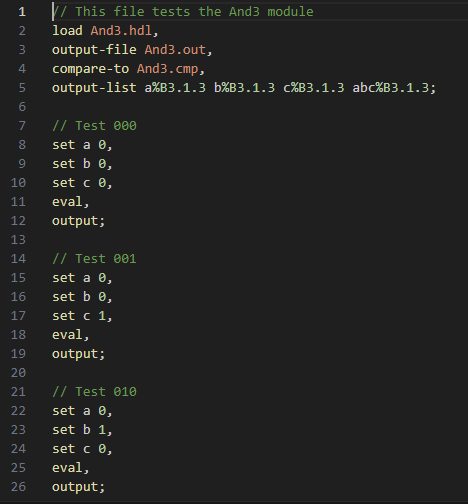 1 // This file tests the And3 module
2 load And3.hdl,
3 output-file And3.out,
4 compare-to And3.cmp,
5 output-list a%B3.1.3 b%B3.1.3 c%B3.1.3 abc%B3.1.3;
6
7 // Test 000
8 set a 0,
9 set b 0,
10 set c 0,
11 eval,
12 output;
13
14 // Test 001
15 set a 0,
16 set b 0,
17 set c 1,
18 eval,
19 output;
20
21 // Test 010
22 set a 0,
23 set b 1,
24 set c 0,
25 eval,
26 output;